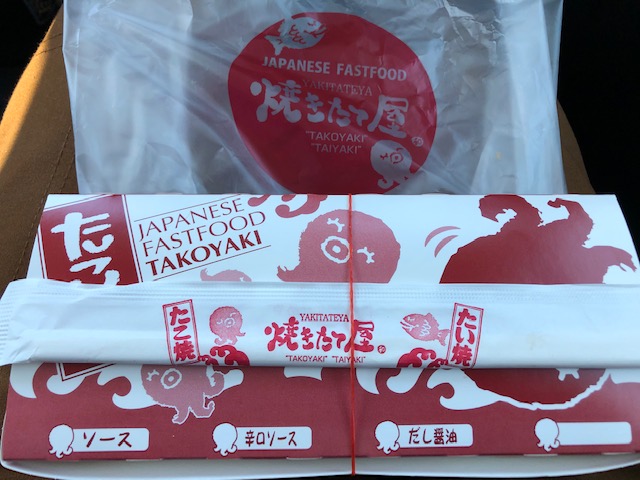 JAPANESE FASTFOOD
YAKITATEYA
焼きたて屋
"TAKOYAKI"
"TAIYAKI"
たこ
JAPANESE
FASTFOOD
TAKOYAKI
たこ焼
YAKITATEYA
焼きたて屋
"TAKOYAKI" "TAIYAKI"
たい焼
ソース
辛口ソース
だし醤油